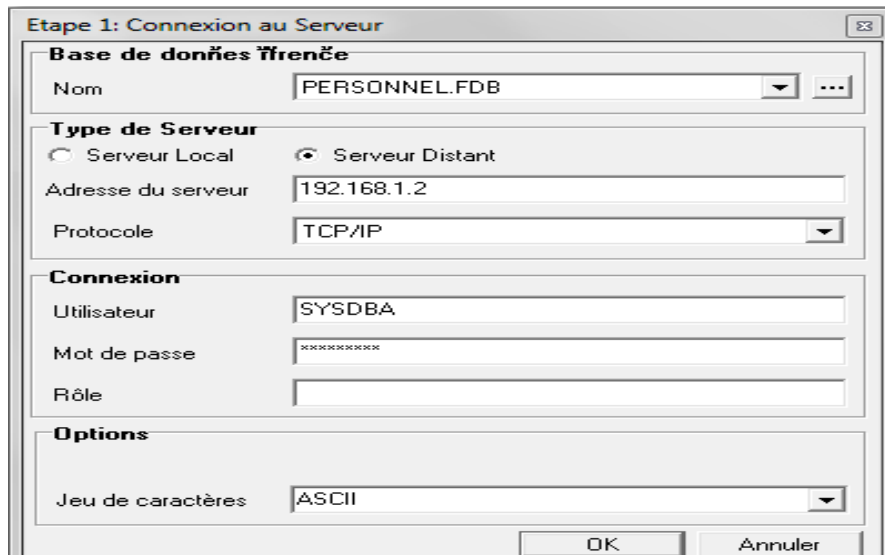 Etape 1: Connexion au Serveur
Base de donňes
Nom PERSONNEL.FDB ...
Type de Serveur
Serveur Local Serveur Distant
Adresse du serveur 192.168.1.2
Protocole TCP/IP
Connexion
Utilisateur SYSDBA
Mot de passe *********
Rôle
Options
Jeu de caractères ASCII
OK Annuler